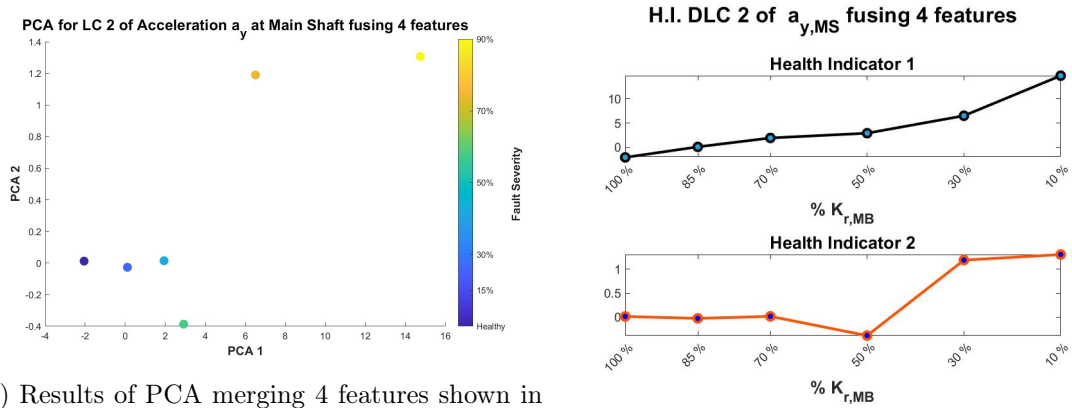 PCA for LC 2 of Acceleration a_y at Main Shaft fusing 4 features
1.4
1.2
1
0.8
0.6
0.4
0.2
0
-0.2
-0.4
PCA 2
-4 -2 0 2 4 6 8 10 12 14 16
PCA 1
90%
70%
50%
30%
15%
Healthy
Fault Severity
) Results of PCA merging 4 features shown in
H.I. DLC 2 of a_y,MS fusing 4 features
Health Indicator 1
10
5
0
100 % 85 % 70 % 50 % 30 % 10 %
% K_r,MB
Health Indicator 2
1
0.5
0
100 % 85 % 70 % 50 % 30 % 10 %
% K_r,MB